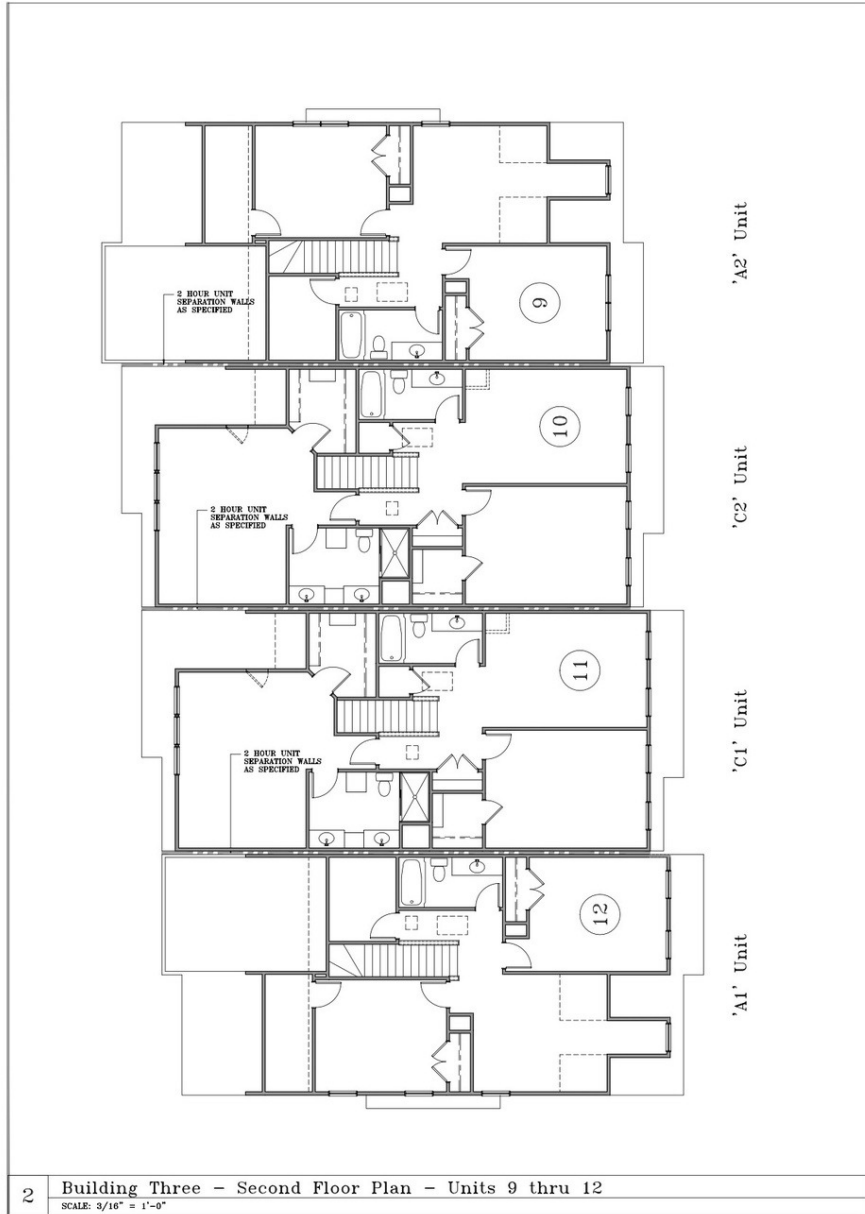 'A2' Unit
2 HOUR UNIT
SEPARATION WALLS
AS SPECIFIED
9
10
'C2' Unit
2 HOUR UNIT
SEPARATION WALLS
AS SPECIFIED
11
'C1' Unit
2 HOUR UNIT
SEPARATION WALLS
AS SPECIFIED
12
'A1' Unit
2
Building Three - Second Floor Plan - Units 9 thru 12
SCALE: 3/16" = 1'-0"